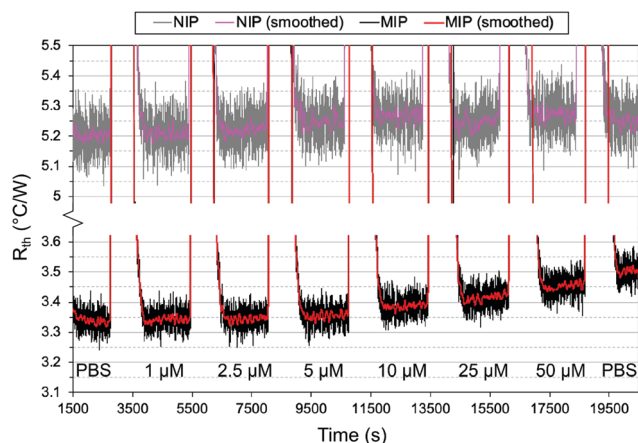 NIP NIP (smoothed) MIP MIP (smoothed)
5.5
5.4
5.3
5.2
5.1
5
Rth (°C/W)
3.6
3.5
3.4
3.3
3.2
3.1
PBS 1 µM 2.5 µM 5 µM 10 µM 25 µM 50 µM PBS
1500 3500 5500 7500 9500 11500 13500 15500 17500 19500
Time (s)